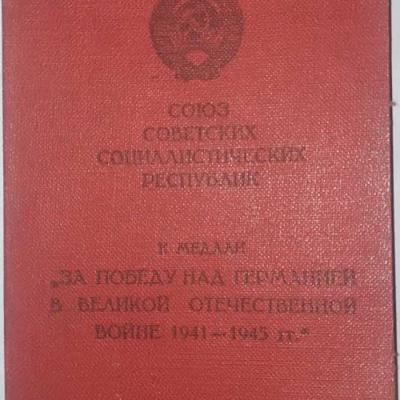 СОЮЗ
СОВЕТСКИХ
СОЦИАЛИСТИЧЕСКИХ
РЕСПУБЛИК
К МЕДАЛИ
„ЗА ПОБЕДУ НАД ГЕРМАНИЕЙ
В ВЕЛИКОЙ ОТЕЧЕСТВЕННОЙ
ВОЙНЕ 1941—1945 гг.“